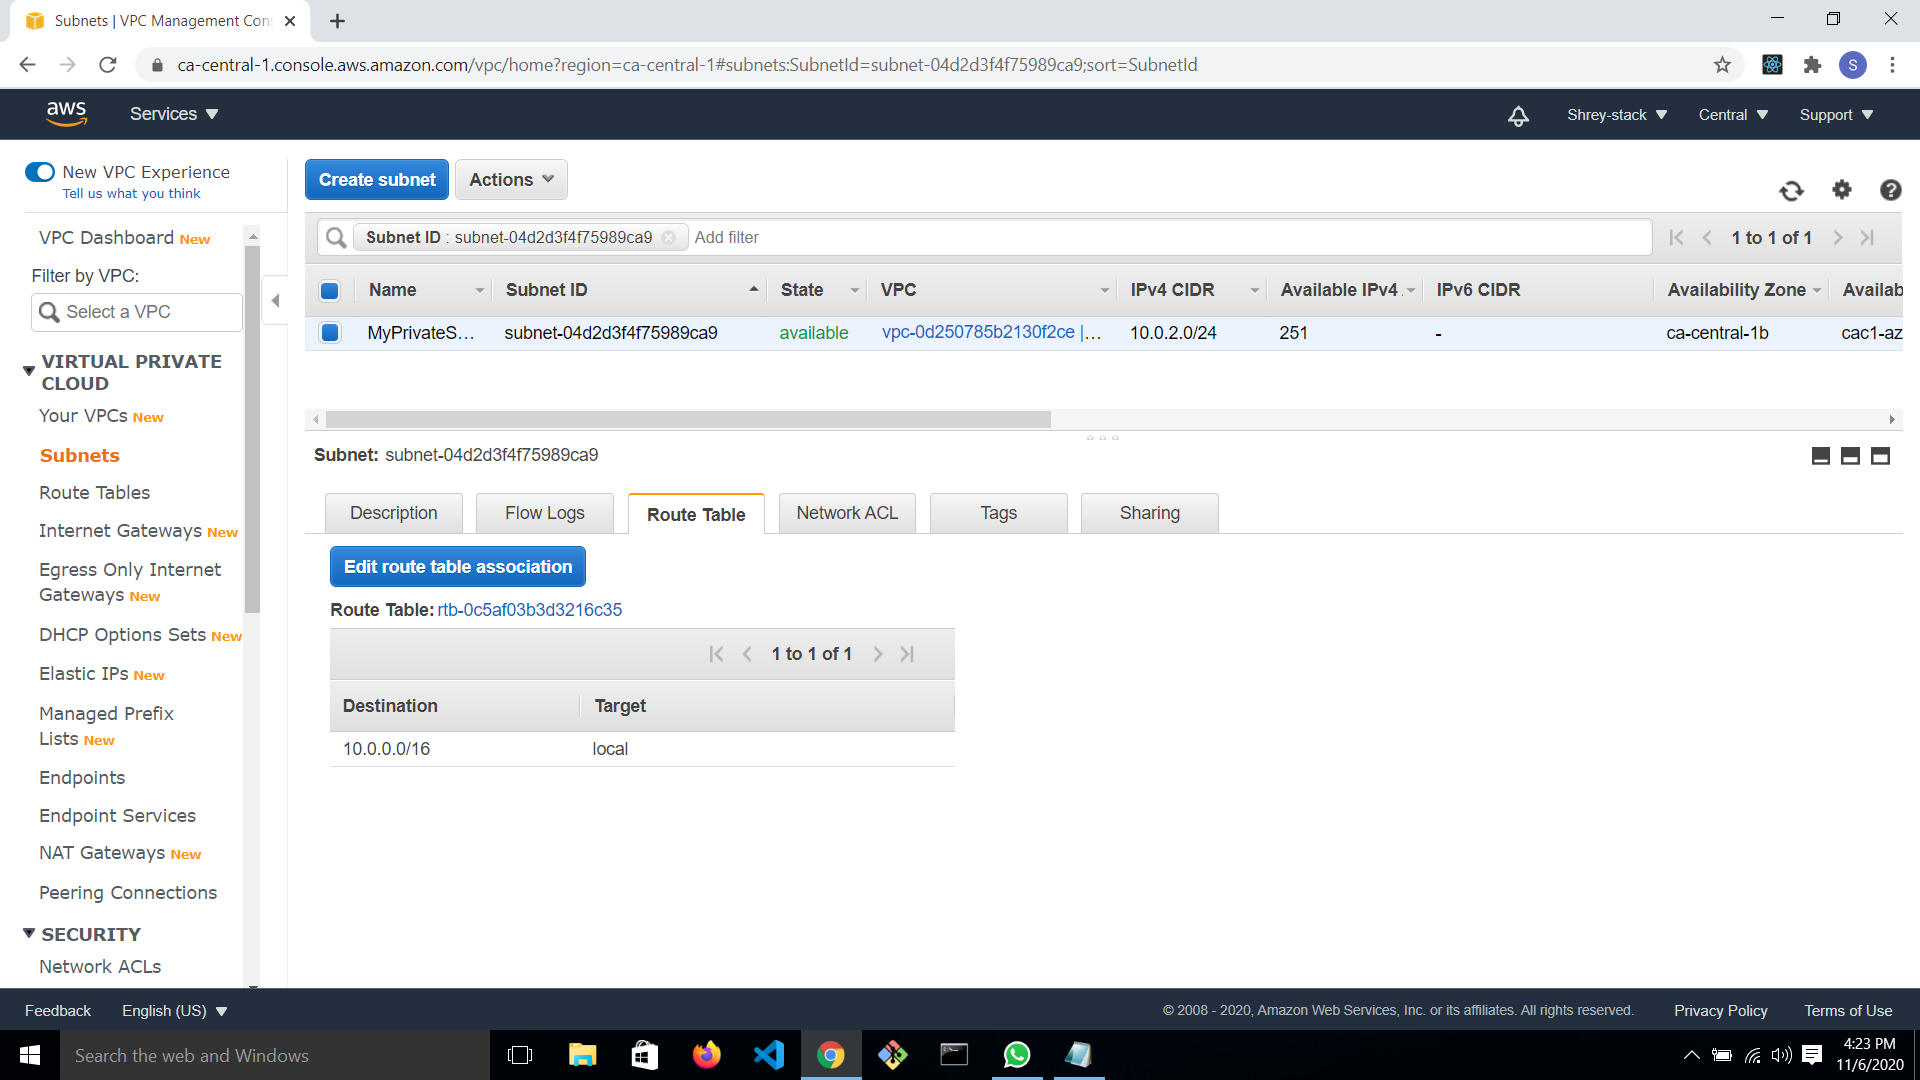 Subnets | VPC Management Con
ca-central-1.console.aws.amazon.com/vpc/home?region=ca-central-1#subnets:SubnetId=subnet-04d2d3f4f75989ca9;sort=SubnetId
S
aws
Services
Shrey-stack
Central
Support
New VPC Experience
Tell us what you think
VPC Dashboard New
Filter by VPC:
Select a VPC
VIRTUAL PRIVATE
CLOUD
Your VPCs New
Subnets
Route Tables
Internet Gateways New
Egress Only Internet
Gateways New
DHCP Options Sets New
Elastic IPs New
Managed Prefix
Lists New
Endpoints
Endpoint Services
NAT Gateways New
Peering Connections
SECURITY
Network ACLs
Create subnet
Actions
Subnet ID : subnet-04d2d3f4f75989ca9
Add filter
1 to 1 of 1
Name Subnet ID State VPC IPv4 CIDR Available IPv4 IPv6 CIDR Availability Zone Availab
MyPrivateS... subnet-04d2d3f4f75989ca9 available vpc-0d250785b2130f2ce |... 10.0.2.0/24 251 - ca-central-1b cac1-az
Subnet: subnet-04d2d3f4f75989ca9
Description
Flow Logs
Route Table
Network ACL
Tags
Sharing
Edit route table association
Route Table: rtb-0c5af03b3d3216c35
1 to 1 of 1
Destination Target
10.0.0.0/16 local
Feedback
English (US)
© 2008 - 2020, Amazon Web Services, Inc. or its affiliates. All rights reserved.
Privacy Policy
Terms of Use
Search the web and Windows
4:23 PM
11/6/2020